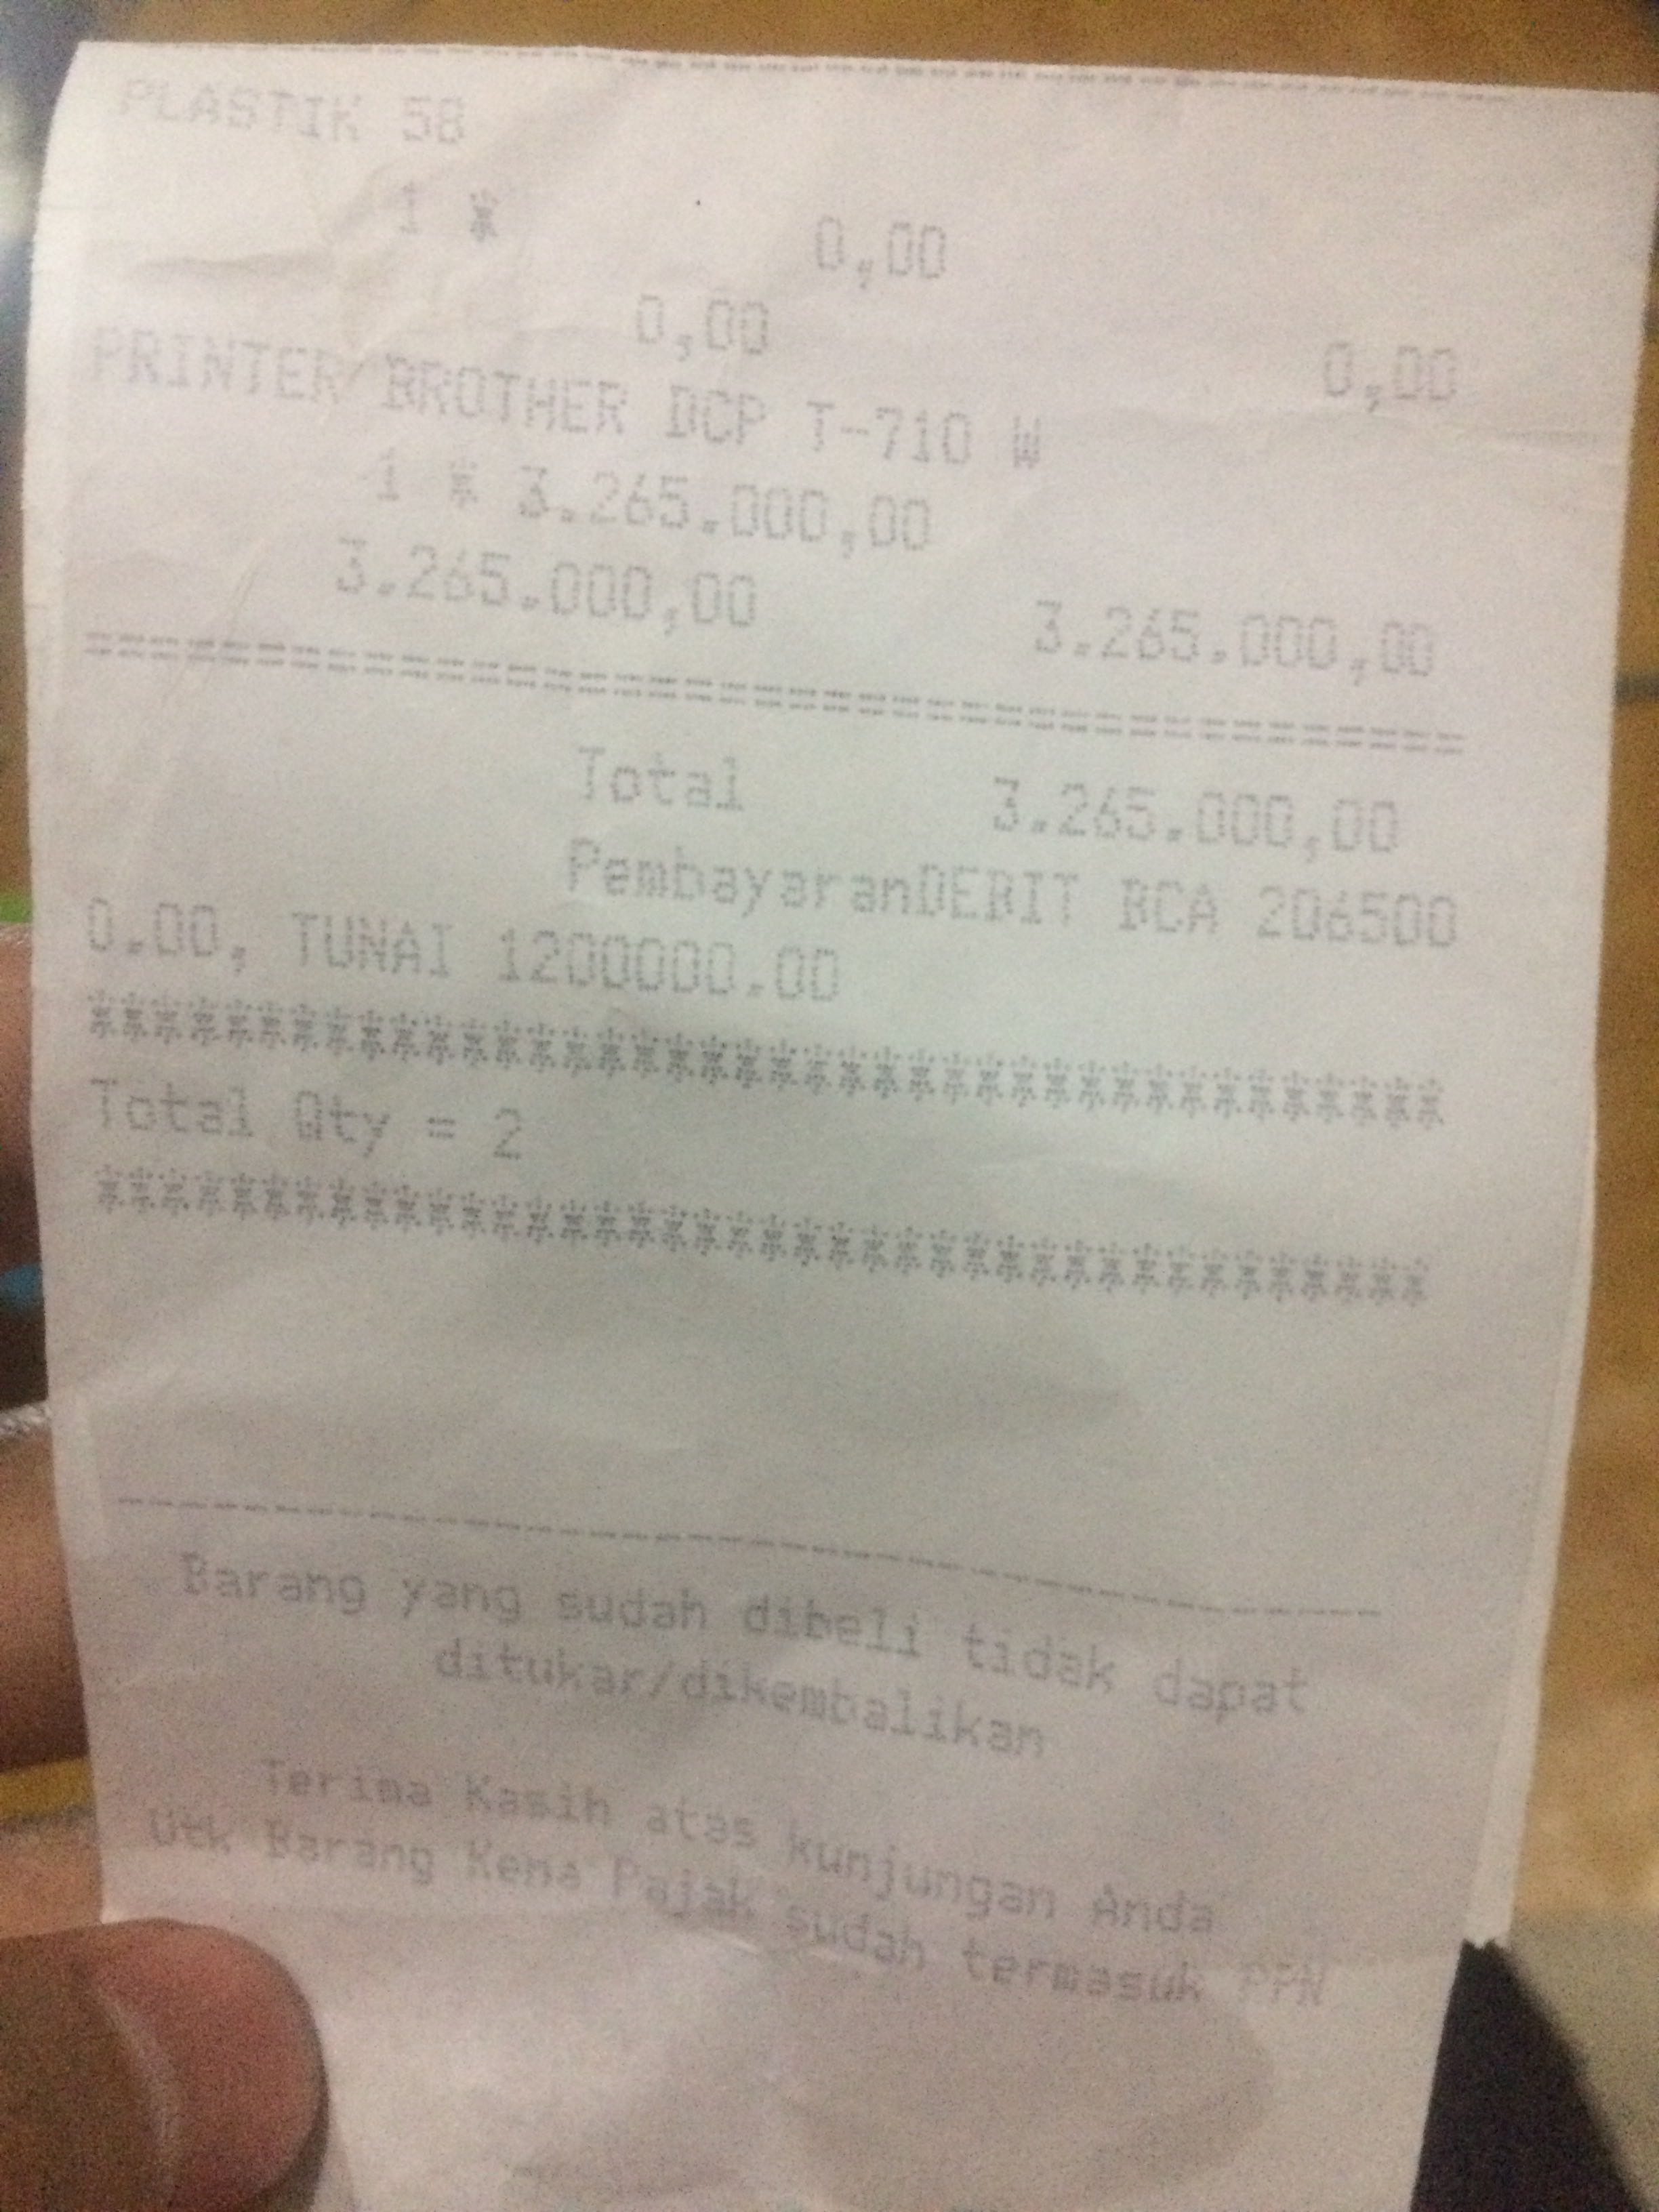 PLASTIK 58
1 * 0,00
0,00 0,00
PRINTER BROTHER DCP T-710 W
1 * 3.265.000,00
3.265.000,00 3.265.000,00
Total 3.265.000,00
PembayaranDEBIT BCA 206500
0.00, TUNAI 1200000.00
****************************************
Total Qty = 2
****************************************
Barang yang sudah dibeli tidak dapat
ditukar/dikembalikan
Terima Kasih atas kunjungan Anda
Utk Barang Kena Pajak sudah termasuk PPN